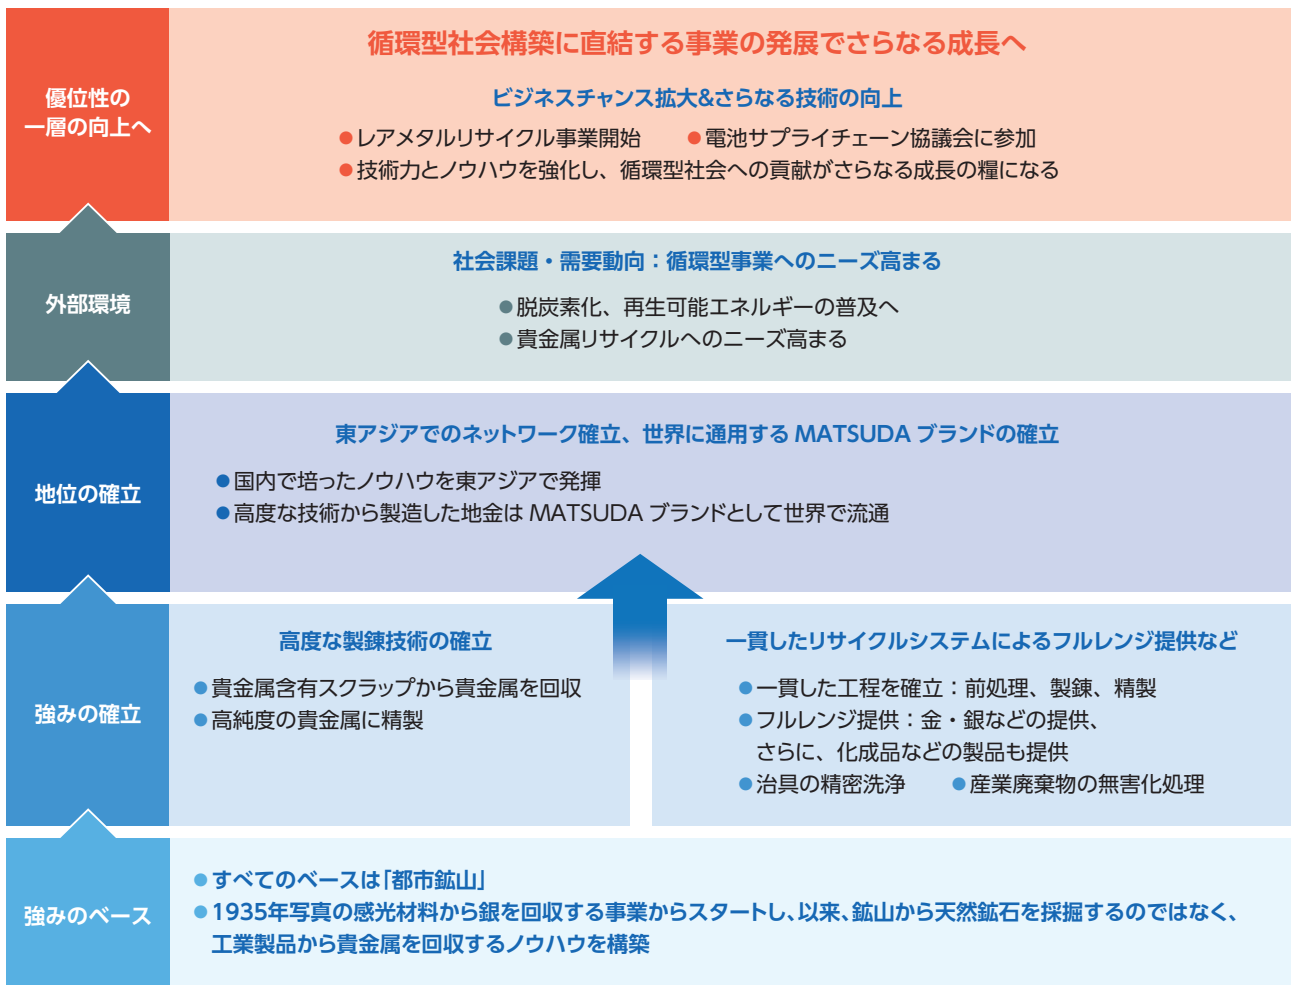 優位性の
一層の向上へ
循環型社会構築に直結する事業の発展でさらなる成長へ
ビジネスチャンス拡大&さらなる技術の向上
●レアメタルリサイクル事業開始 ●電池サプライチェーン協議会に参加
●技術力とノウハウを強化し、循環型社会への貢献がさらなる成長の糧になる
外部環境
社会課題・需要動向：循環型事業へのニーズ高まる
●脱炭素化、再生可能エネルギーの普及へ
●貴金属リサイクルへのニーズ高まる
地位の確立
東アジアでのネットワーク確立、世界に通用する MATSUDA ブランドの確立
●国内で培ったノウハウを東アジアで発揮
●高度な技術から製造した地金は MATSUDA ブランドとして世界で流通
強みの確立
高度な製錬技術の確立
●貴金属含有スクラップから貴金属を回収
●高純度の貴金属に精製
一貫したリサイクルシステムによるフルレンジ提供など
●一貫した工程を確立：前処理、製錬、精製
●フルレンジ提供：金・銀などの提供、
さらに、化成品などの製品も提供
●治具の精密洗浄 ●産業廃棄物の無害化処理
強みのベース
●すべてのベースは「都市鉱山」
●1935年写真の感光材料から銀を回収する事業からスタートし、以来、鉱山から天然鉱石を採掘するのではなく、
工業製品から貴金属を回収するノウハウを構築